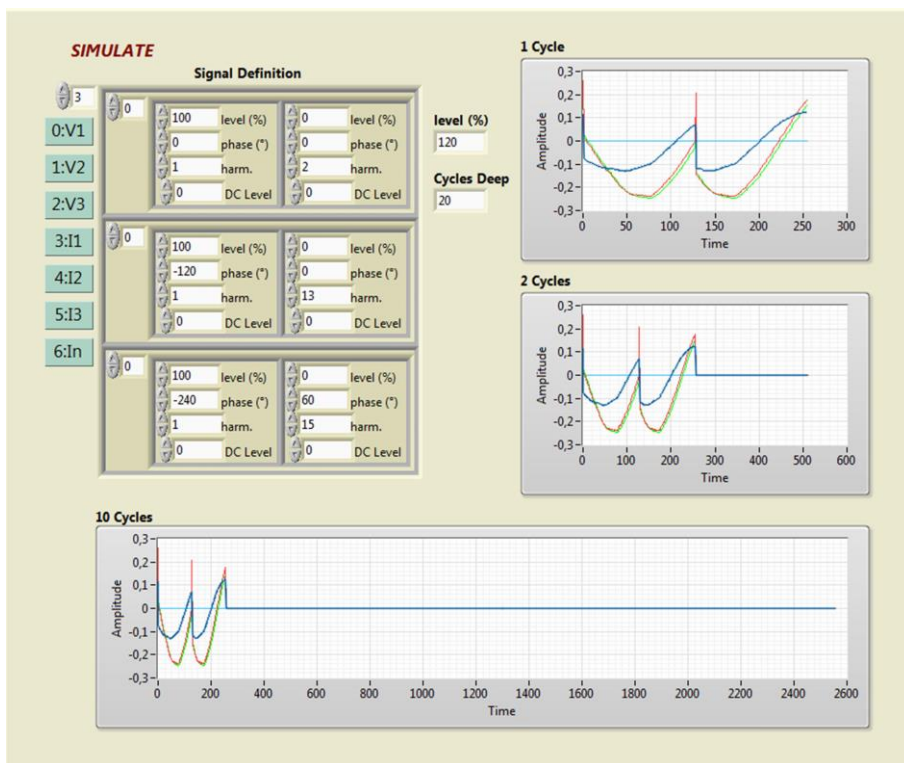 SIMULATE
Signal Definition
3
0:V1
1:V2
2:V3
3:I1
4:I2
5:I3
6:In
0
100 level (%) 0 level (%)
0 phase (°) 0 phase (°)
1 harm. 2 harm.
0 DC Level 0 DC Level
0
100 level (%) 0 level (%)
-120 phase (°) 0 phase (°)
1 harm. 13 harm.
0 DC Level 0 DC Level
0
100 level (%) 0 level (%)
-240 phase (°) 60 phase (°)
1 harm. 15 harm.
0 DC Level 0 DC Level
level (%)
120
Cycles Deep
20
1 Cycle
Amplitude
0,3
0,2
0,1
0
-0,1
-0,2
-0,3
0 50 100 150 200 250 300
Time
2 Cycles
Amplitude
0,3
0,2
0,1
0
-0,1
-0,2
-0,3
0 100 200 300 400 500 600
Time
10 Cycles
Amplitude
0,3
0,2
0,1
0
-0,1
-0,2
-0,3
0 200 400 600 800 1000 1200 1400 1600 1800 2000 2200 2400 2600
Time